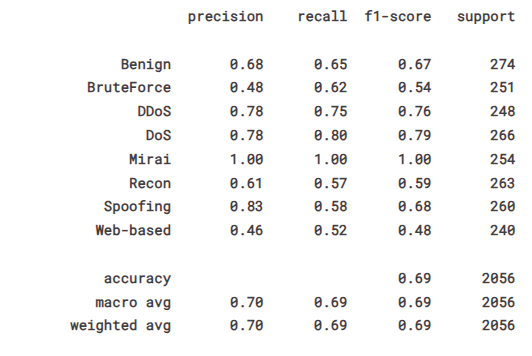 precision recall f1-score support
Benign 0.68 0.65 0.67 274
BruteForce 0.48 0.62 0.54 251
DDoS 0.78 0.75 0.76 248
DoS 0.78 0.80 0.79 266
Mirai 1.00 1.00 1.00 254
Recon 0.61 0.57 0.59 263
Spoofing 0.83 0.58 0.68 260
Web-based 0.46 0.52 0.48 240
accuracy 0.69 2056
macro avg 0.70 0.69 0.69 2056
weighted avg 0.70 0.69 0.69 2056